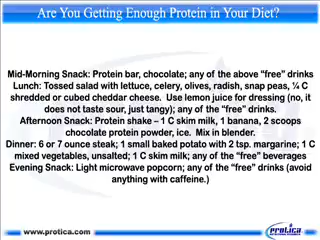 Are You Getting Enough Protein in Your Diet?
Mid-Morning Snack: Protein bar, chocolate; any of the above “free” drinks
Lunch: Tossed salad with lettuce, celery, olives, radish, snap peas, ¼ C
shredded or cubed cheddar cheese.  Use lemon juice for dressing (no, it
does not taste sour, just tangy); any of the “free” drinks.
Afternoon Snack: Protein shake – 1 C skim milk, 1 banana, 2 scoops
chocolate protein powder, ice.  Mix in blender.
Dinner: 6 or 7 ounce steak; 1 small baked potato with 2 tsp. margarine; 1 C
mixed vegetables, unsalted; 1 C skim milk; any of the “free” beverages
Evening Snack: Light microwave popcorn; any of the “free” drinks (avoid
anything with caffeine.)
www.protica.com
protica